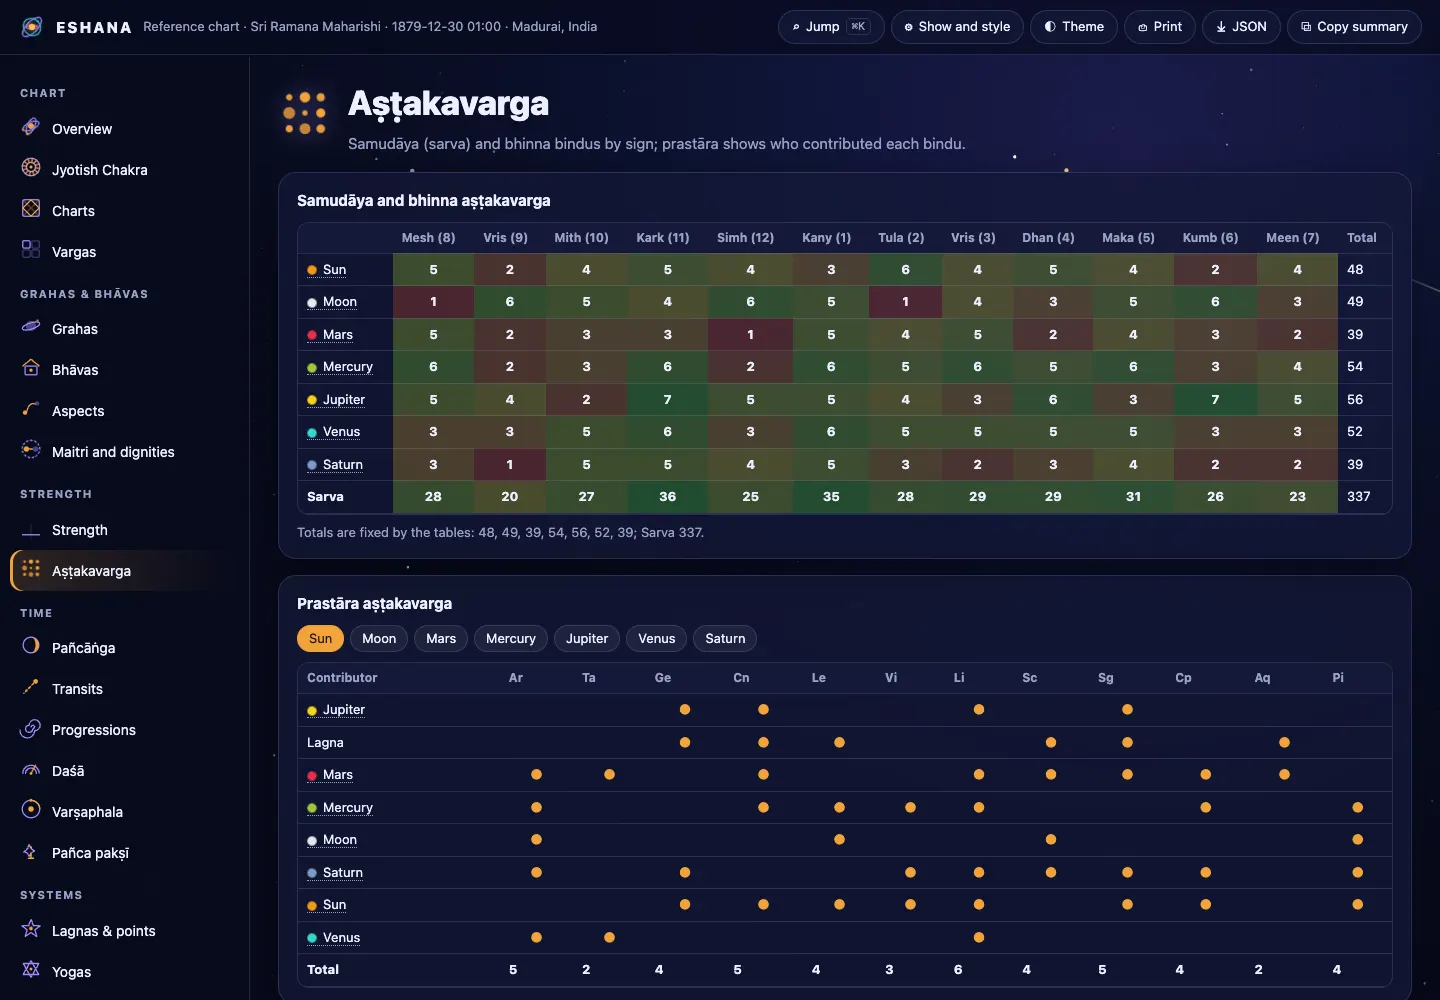 ESHANA Reference chart · Sri Ramana Maharishi · 1879-12-30 01:00 · Madurai, India
Jump ⌘K Show and style Theme Print JSON Copy summary
CHART
Overview
Jyotish Chakra
Charts
Vargas
GRAHAS & BHĀVAS
Grahas
Bhāvas
Aspects
Maitri and dignities
STRENGTH
Strength
Aṣṭakavarga
TIME
Pañcāṅga
Transits
Progressions
Daśā
Varṣaphala
Pañca pakṣī
SYSTEMS
Lagnas & points
Yogas
Aṣṭakavarga
Samudāya (sarva) and bhinna bindus by sign; prastāra shows who contributed each bindu.
Samudāya and bhinna aṣṭakavarga
Mesh (8) Vris (9) Mith (10) Kark (11) Simh (12) Kany (1) Tula (2) Vris (3) Dhan (4) Maka (5) Kumb (6) Meen (7) Total
Sun 5 2 4 5 4 3 6 4 5 4 2 4 48
Moon 1 6 5 4 6 5 1 4 3 5 6 3 49
Mars 5 2 3 3 1 5 4 5 2 4 3 2 39
Mercury 6 2 3 6 2 6 5 6 5 6 3 4 54
Jupiter 5 4 2 7 5 5 4 3 6 3 7 5 56
Venus 3 3 5 6 3 6 5 5 5 5 3 3 52
Saturn 3 1 5 5 4 5 3 2 3 4 2 2 39
Sarva 28 20 27 36 25 35 28 29 29 31 26 23 337
Totals are fixed by the tables: 48, 49, 39, 54, 56, 52, 39; Sarva 337.
Prastāra aṣṭakavarga
Sun Moon Mars Mercury Jupiter Venus Saturn
Contributor Ar Ta Ge Cn Le Vi Li Sc Sg Cp Aq Pi
Jupiter
Lagna
Mars
Mercury
Moon
Saturn
Sun
Venus
Total 5 2 4 5 4 3 6 4 5 4 2 4